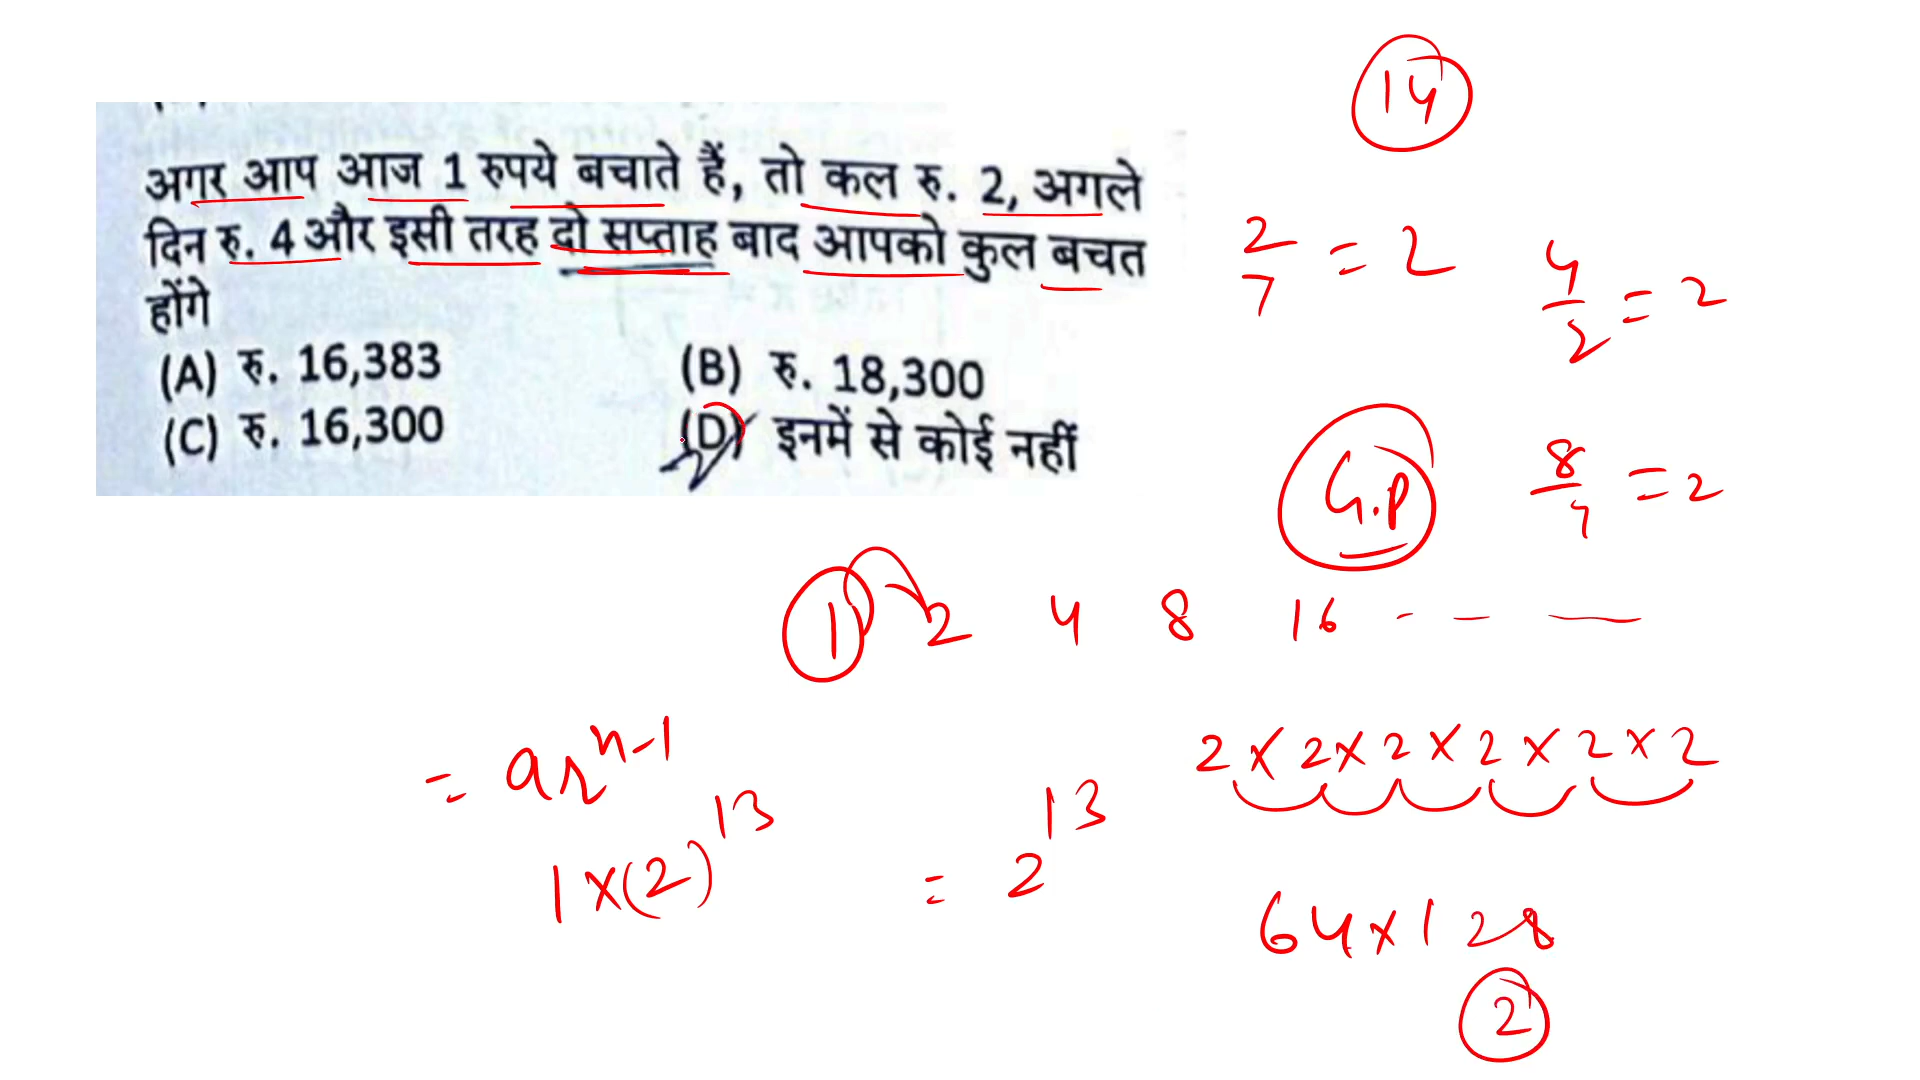 14
अगर आप आज 1 रुपये बचाते हैं, तो कल रु. 2, अगले
दिन रु. 4 और इसी तरह दो सप्ताह बाद आपको कुल बचत
होंगे
(A) रु. 16,383 (B) रु. 18,300
(C) रु. 16,300 (D) इनमें से कोई नहीं
2/7 = 2
4/2 = 2
G.P
8/4 = 2
1 2 4 8 16 - - —
= ar^n-1
2 × 2 × 2 × 2 × 2 × 2
1×(2)^13 = 2^13
64×128
2